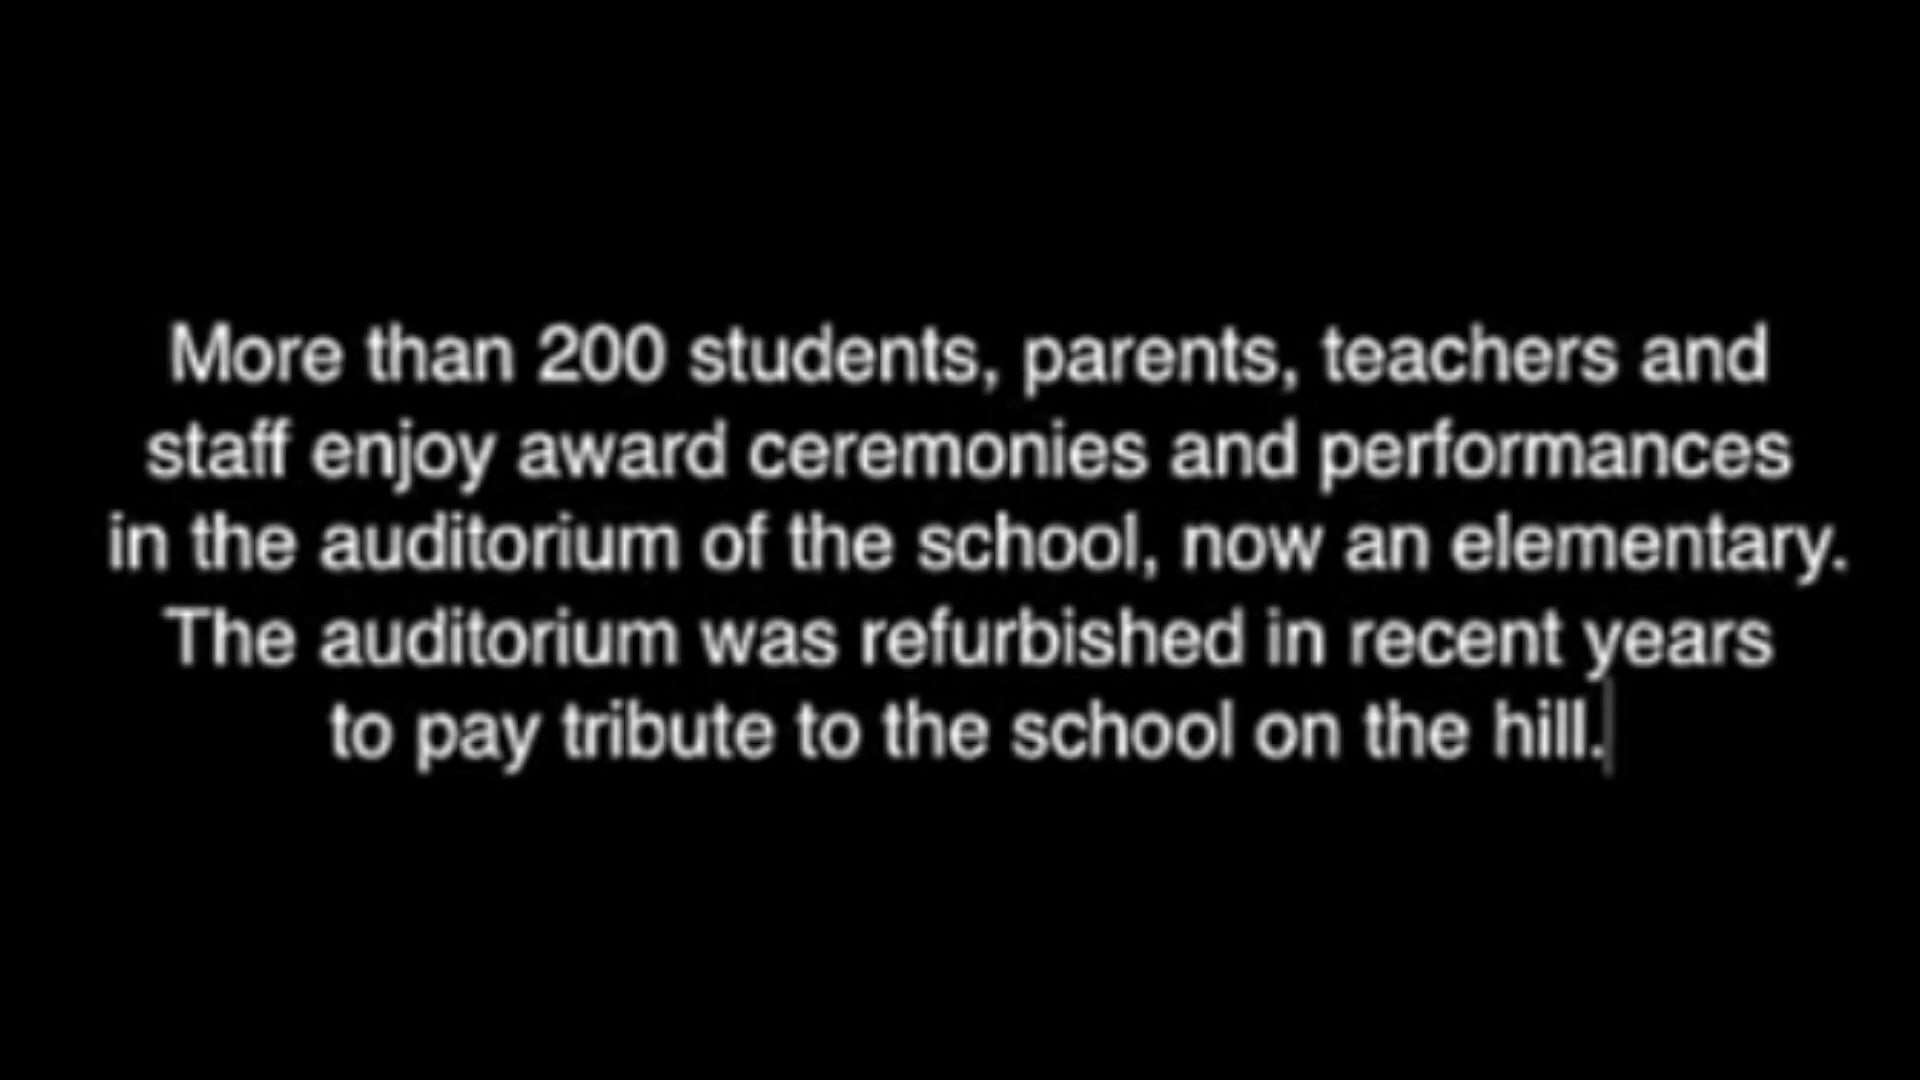 More than 200 students, parents, teachers and
staff enjoy award ceremonies and performances
in the auditorium of the school, now an elementary.
The auditorium was refurbished in recent years
to pay tribute to the school on the hill.